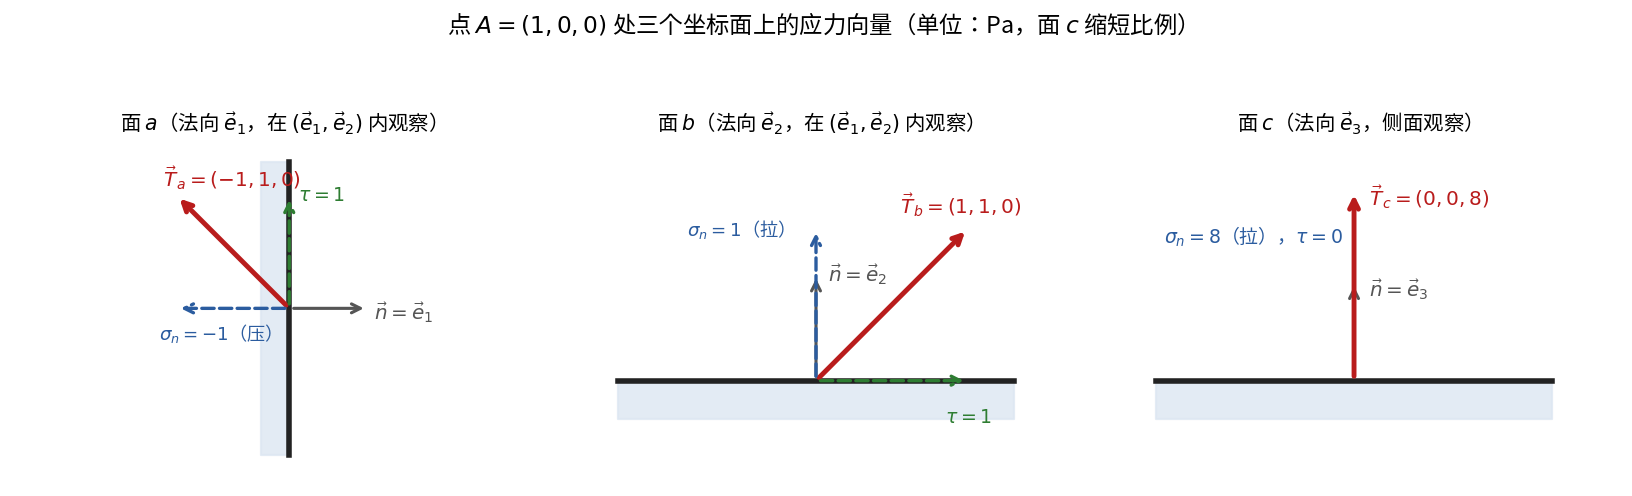 点 A = (1, 0, 0) 处三个坐标面上的应力向量（单位：Pa，面 c 缩短比例）
面 a（法向 e⃗₁，在 (e⃗₁, e⃗₂) 内观察）
T⃗ₐ = (−1, 1, 0)
τ = 1
n⃗ = e⃗₁
σₙ = −1（压）
面 b（法向 e⃗₂，在 (e⃗₁, e⃗₂) 内观察）
T⃗_b = (1, 1, 0)
σₙ = 1（拉）
n⃗ = e⃗₂
τ = 1
面 c（法向 e⃗₃，侧面观察）
T⃗_c = (0, 0, 8)
σₙ = 8（拉），τ = 0
n⃗ = e⃗₃